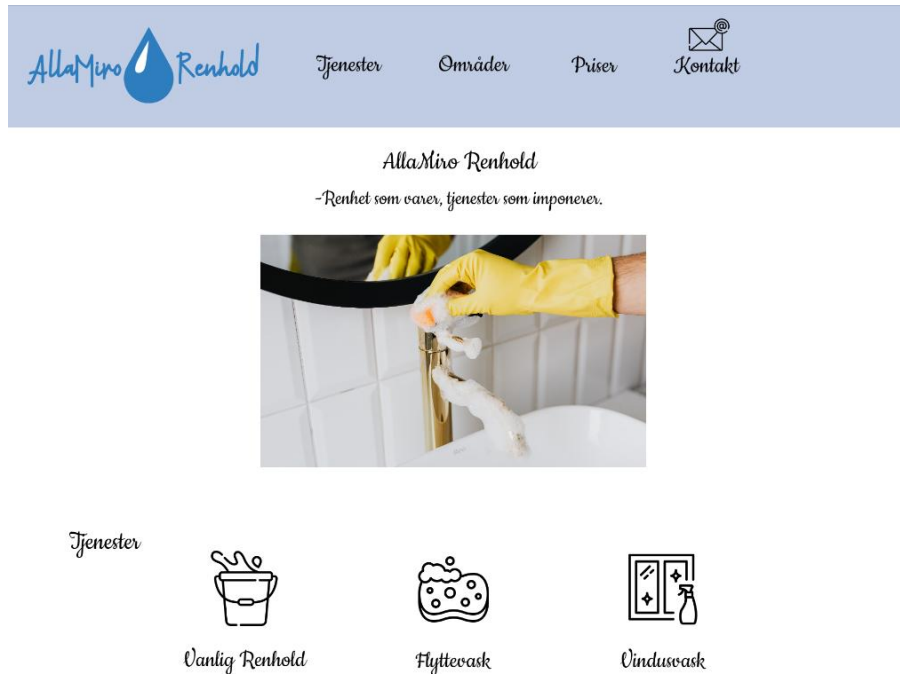 AllaMiro Renhold
Tjenester Områder Priser Kontakt
AllaMiro Renhold
-Renhet som varer, tjenester som imponerer.
Tjenester
Vanlig Renhold Flyttevask Vindusvask